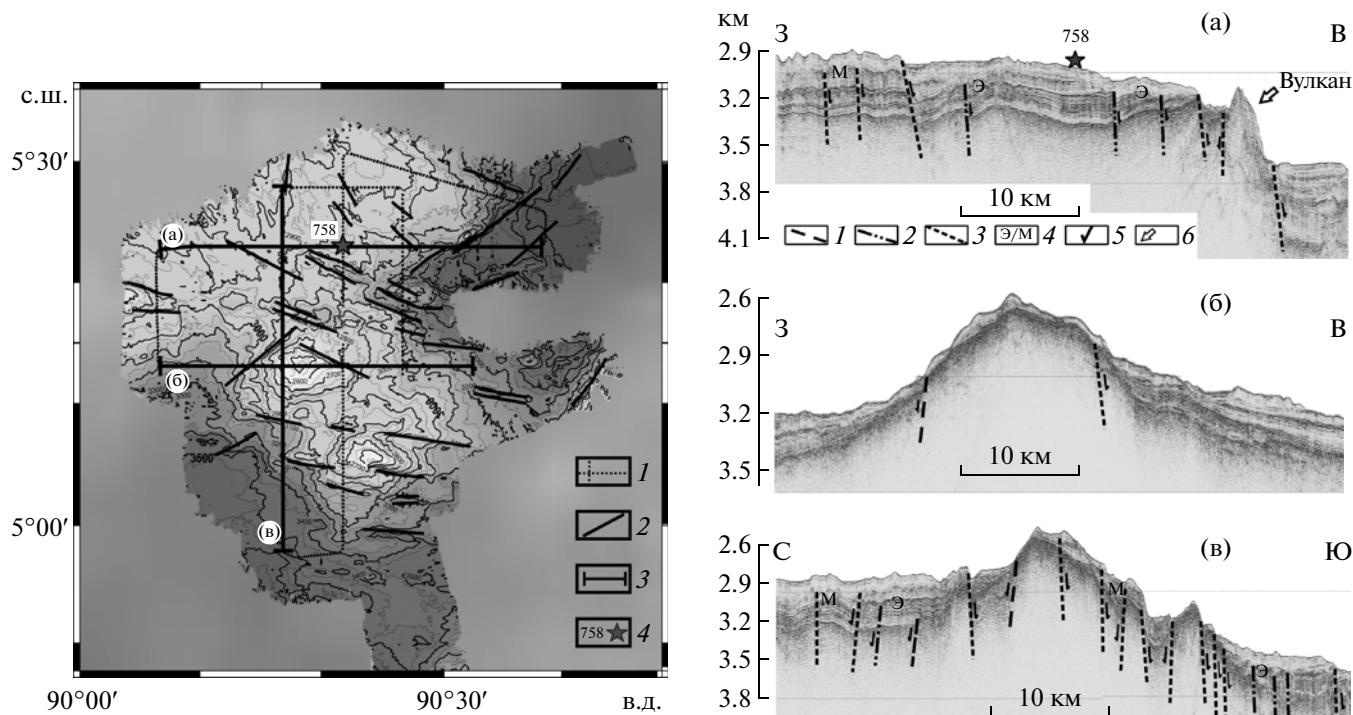 с.ш.
5°30′
5°00′
90°00′
90°30′
в.д.
(а)
758
(б)
(в)
3500
1
2
3
758 4
км
З
758
(а)
В
2.9
3.2
3.5
3.8
4.1
М
Э
Э
Вулкан
10 км
1
2
3
Э/М 4
5
6
З
(б)
В
2.6
2.9
3.2
3.5
10 км
С
(в)
Ю
2.6
2.9
3.2
3.5
3.8
М
Э
М
Э
10 км